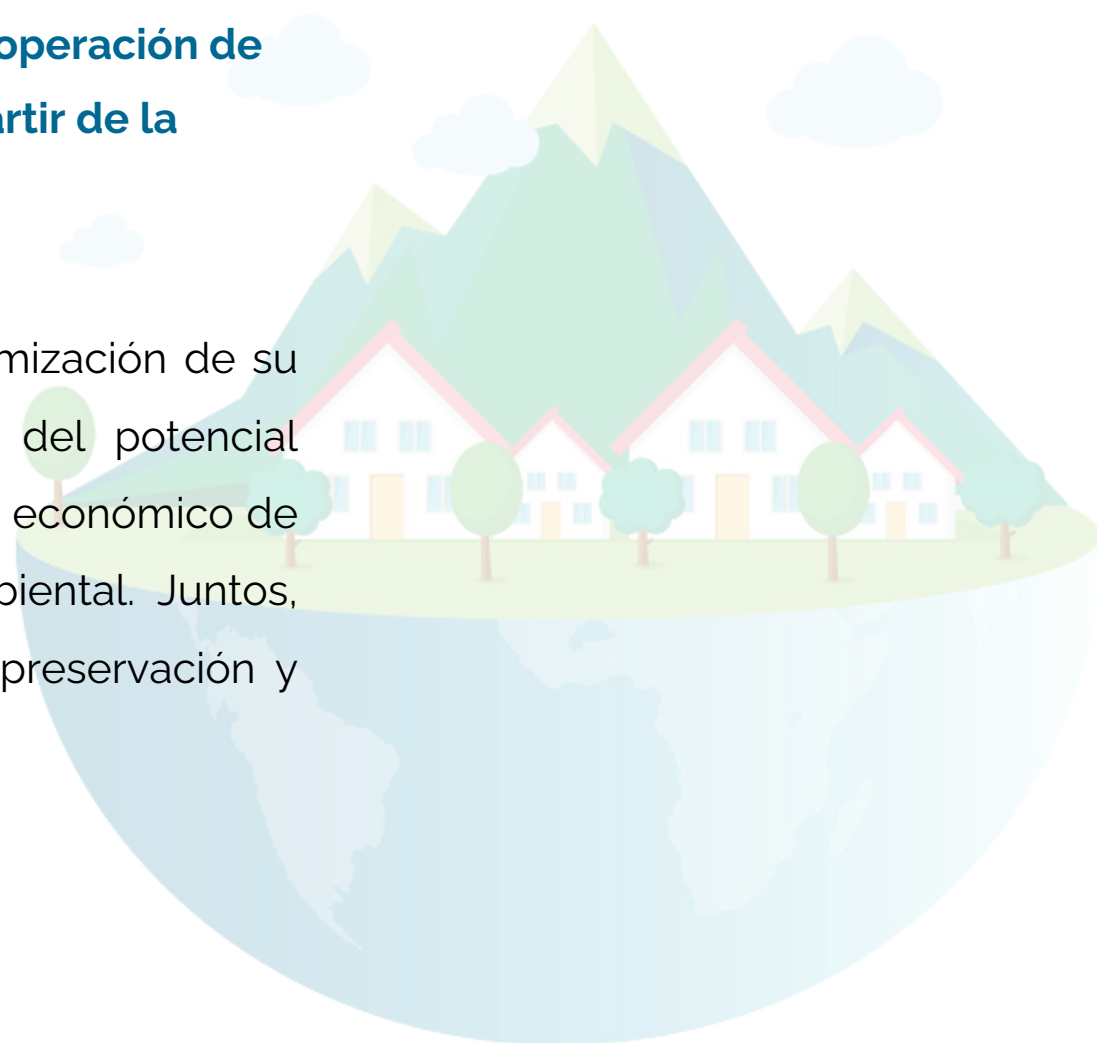 operación de
artir de la
mización de su
del potencial
económico de
biental. Juntos,
preservación y